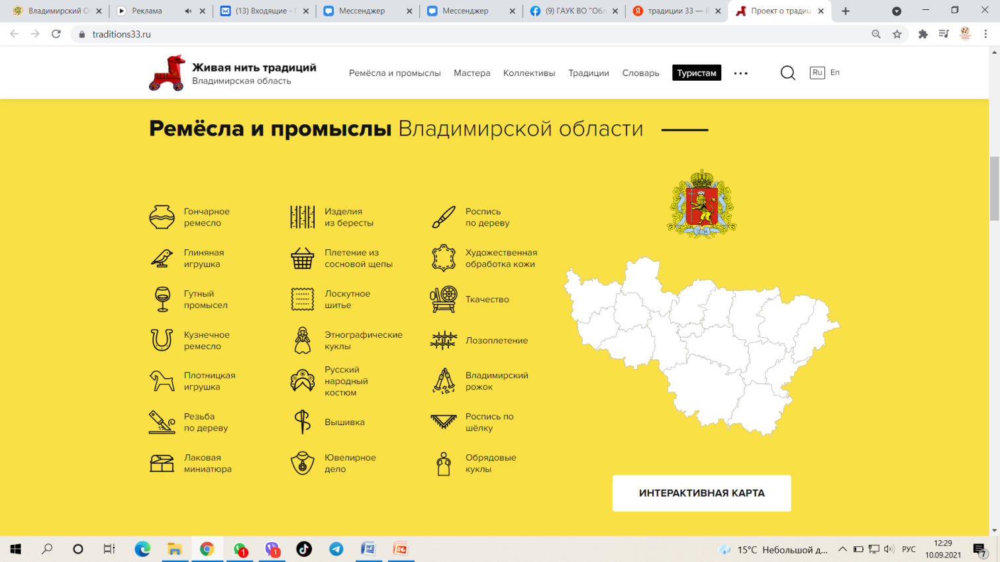 Владимирский О
Реклама
(13) Входящие - Г
Мессенджер
Мессенджер
(9) ГАУК ВО "Обл
традиции 33 — Я
Проект о традиц
traditions33.ru
Живая нить традиций
Владимирская область
Ремёсла и промыслы
Мастера
Коллективы
Традиции
Словарь
Туристам
Ru
En
Ремёсла и промыслы Владимирской области
Гончарное
ремесло
Изделия
из бересты
Роспись
по дереву
Глиняная
игрушка
Плетение из
сосновой щепы
Художественная
обработка кожи
Гутный
промысел
Лоскутное
шитье
Ткачество
Кузнечное
ремесло
Этнографические
куклы
Лозоплетение
Плотницкая
игрушка
Русский
народный
костюм
Владимирский
рожок
Резьба
по дереву
Вышивка
Роспись по
шёлку
Лаковая
миниатюра
Ювелирное
дело
Обрядовые
куклы
ИНТЕРАКТИВНАЯ КАРТА
1
1
15°C Небольшой д...
РУС
12:29
10.09.2021
7